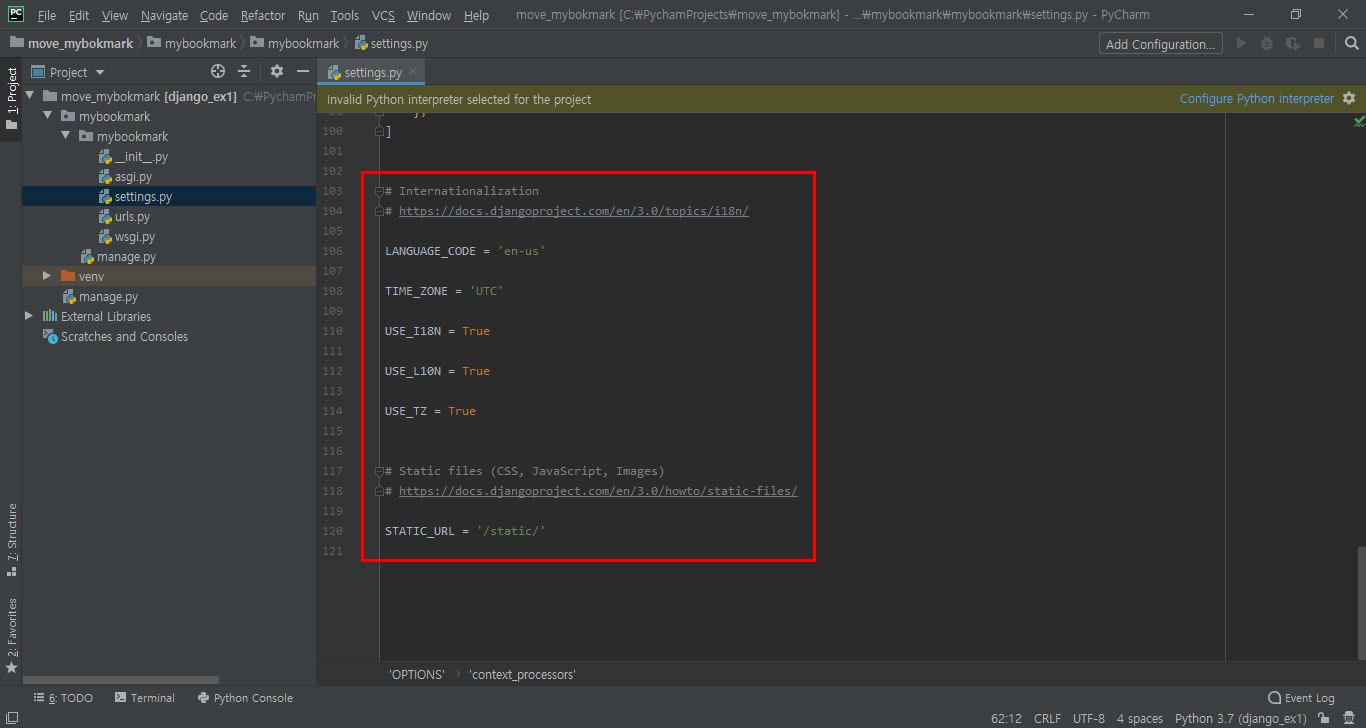 PC File Edit View Navigate Code Refactor Run Tools VCS Window Help move_mybokmark [C:₩PychamProjects₩move_mybokmark] - ...₩mybookmark₩mybookmark₩settings.py - PyCharm
move_mybokmark mybookmark mybookmark settings.py Add Configuration...
1: Project
Project
settings.py
move_mybokmark [django_ex1] C:₩PychamPr
mybookmark
mybookmark
__init__.py
asgi.py
settings.py
urls.py
wsgi.py
manage.py
venv
manage.py
External Libraries
Scratches and Consoles
Invalid Python interpreter selected for the project Configure Python interpreter
99 },
100 ]
101
102
103 # Internationalization
104 # https://docs.djangoproject.com/en/3.0/topics/i18n/
105
106 LANGUAGE_CODE = 'en-us'
107
108 TIME_ZONE = 'UTC'
109
110 USE_I18N = True
111
112 USE_L10N = True
113
114 USE_TZ = True
115
116
117 # Static files (CSS, JavaScript, Images)
118 # https://docs.djangoproject.com/en/3.0/howto/static-files/
119
120 STATIC_URL = '/static/'
121
7: Structure
2: Favorites
'OPTIONS' 'context_processors'
6: TODO Terminal Python Console Event Log
62:12 CRLF UTF-8 4 spaces Python 3.7 (django_ex1)